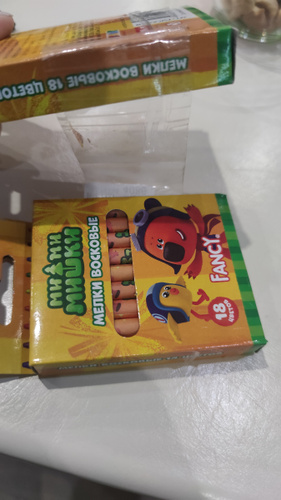 МЕЛКИ ВОСКОВЫЕ 18 ЦВЕТОВ
МИ-МИ
МИШКИ
МЕЛКИ ВОСКОВЫЕ
FANCY
18
ЦВЕТОВ